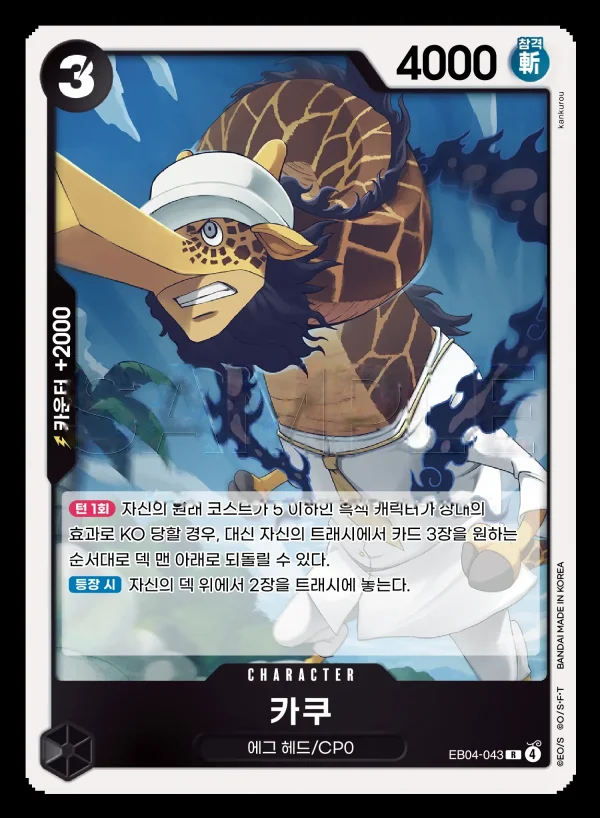 3
4000
참격
斬
kankurou
카운터 +2000
SAMPLE
턴 1회 자신의 원래 코스트가 5 이하인 흑색 캐릭터가 상대의
효과로 KO 당할 경우, 대신 자신의 트래시에서 카드 3장을 원하는
순서대로 덱 맨 아래로 되돌릴 수 있다.
등장 시 자신의 덱 위에서 2장을 트래시에 놓는다.
CHARACTER
카쿠
에그 헤드/CP0
EB04-043 R 4
©EO/S ©O/S·F·T BANDAI MADE IN KOREA